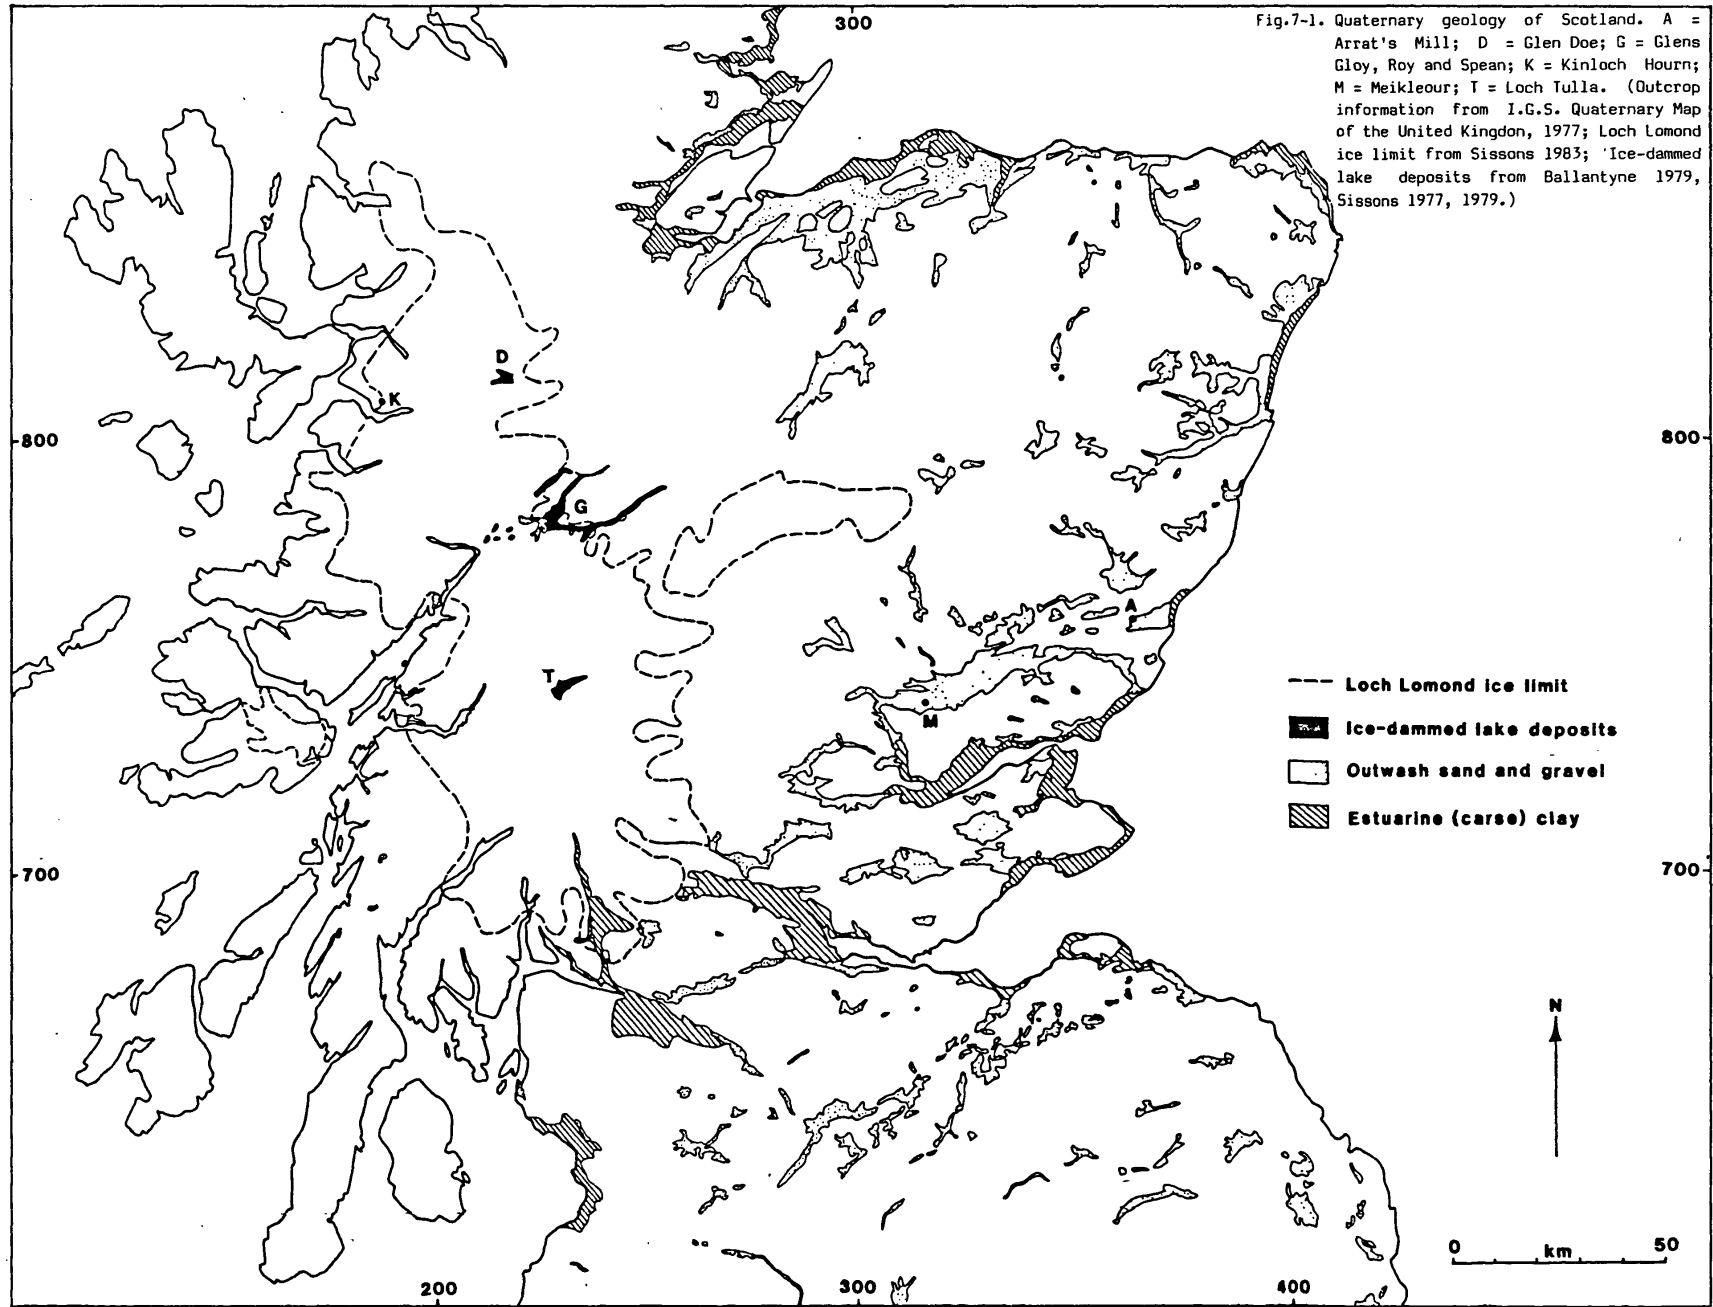 300
Fig.7-1. Quaternary geology of Scotland. A =
Arrat's Mill; D = Glen Doe; G = Glens
Gloy, Roy and Spean; K = Kinloch Hourn;
M = Meikleour; T = Loch Tulla. (Outcrop
information from I.G.S. Quaternary Map
of the United Kingdon, 1977; Loch Lomond
ice limit from Sissons 1983; 'Ice-dammed
lake deposits from Ballantyne 1979,
Sissons 1977, 1979.)
D
K
800
800
G
A
T
M
Loch Lomond ice limit
Ice-dammed lake deposits
Outwash sand and gravel
Estuarine (carse) clay
700
700
N
0 km 50
200
300
400